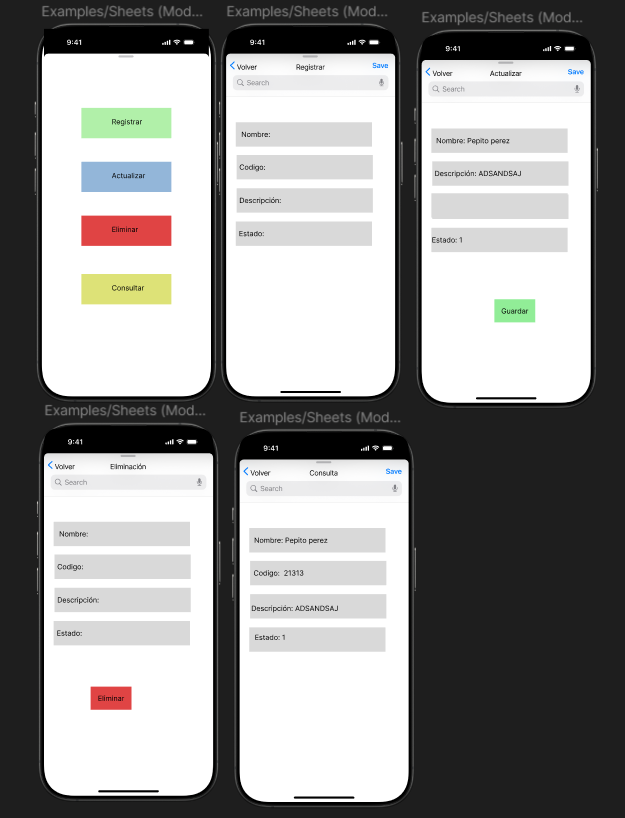 Examples/Sheets (Mod...
9:41
Registrar
Actualizar
Eliminar
Consultar
Examples/Sheets (Mod...
9:41
Volver Registrar Save
Search
Nombre:
Codigo:
Descripción:
Estado:
Examples/Sheets (Mod...
9:41
Volver Actualizar Save
Search
Nombre: Pepito perez
Descripción: ADSANDSAJ
Estado: 1
Guardar
Examples/Sheets (Mod...
9:41
Volver Eliminación
Search
Nombre:
Codigo:
Descripción:
Estado:
Eliminar
Examples/Sheets (Mod...
9:41
Volver Consulta Save
Search
Nombre: Pepito perez
Codigo: 21313
Descripción: ADSANDSAJ
Estado: 1